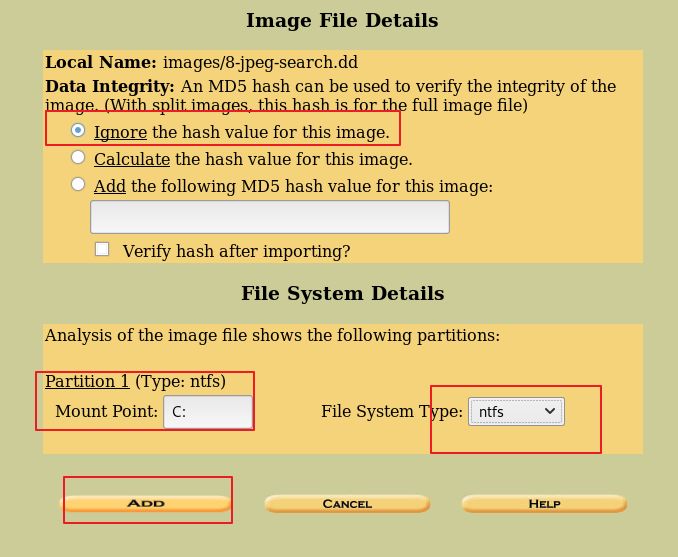 Image File Details
Local Name: images/8-jpeg-search.dd
Data Integrity: An MD5 hash can be used to verify the integrity of the
image. (With split images, this hash is for the full image file)
Ignore the hash value for this image.
Calculate the hash value for this image.
Add the following MD5 hash value for this image:
Verify hash after importing?
File System Details
Analysis of the image file shows the following partitions:
Partition 1 (Type: ntfs)
Mount Point: C: File System Type: ntfs
ADD CANCEL HELP